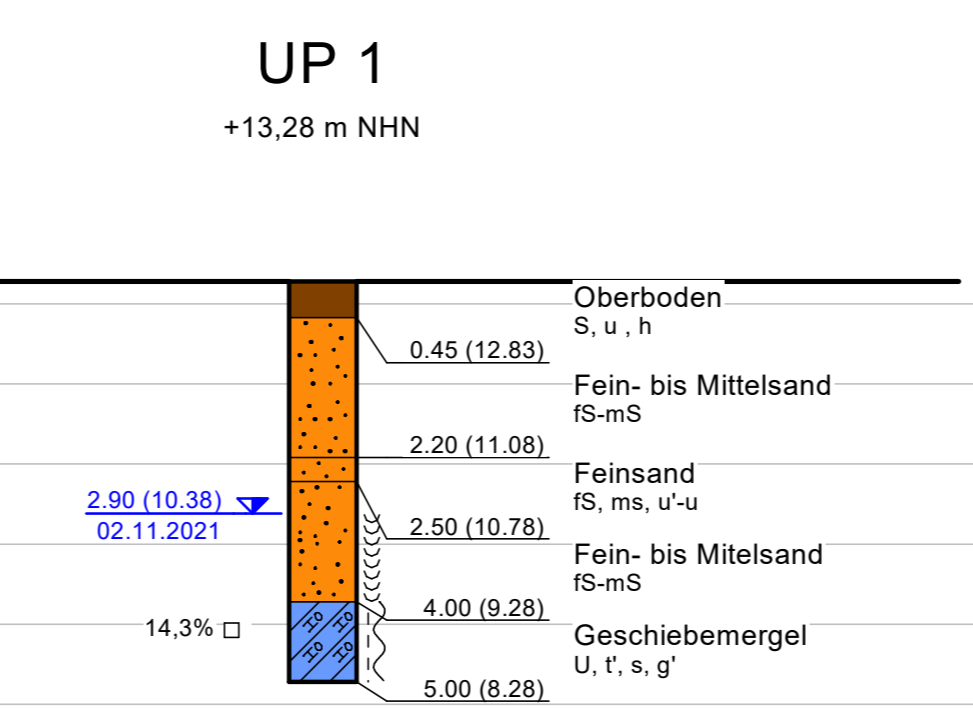 UP 1
+13,28 m NHN
Oberboden
S, u , h
0.45 (12.83)
Fein- bis Mittelsand
fS-mS
2.20 (11.08)
Feinsand
fS, ms, u'-u
2.90 (10.38)
02.11.2021
2.50 (10.78)
Fein- bis Mitelsand
fS-mS
4.00 (9.28)
14,3%
Geschiebemergel
U, t', s, g'
5.00 (8.28)